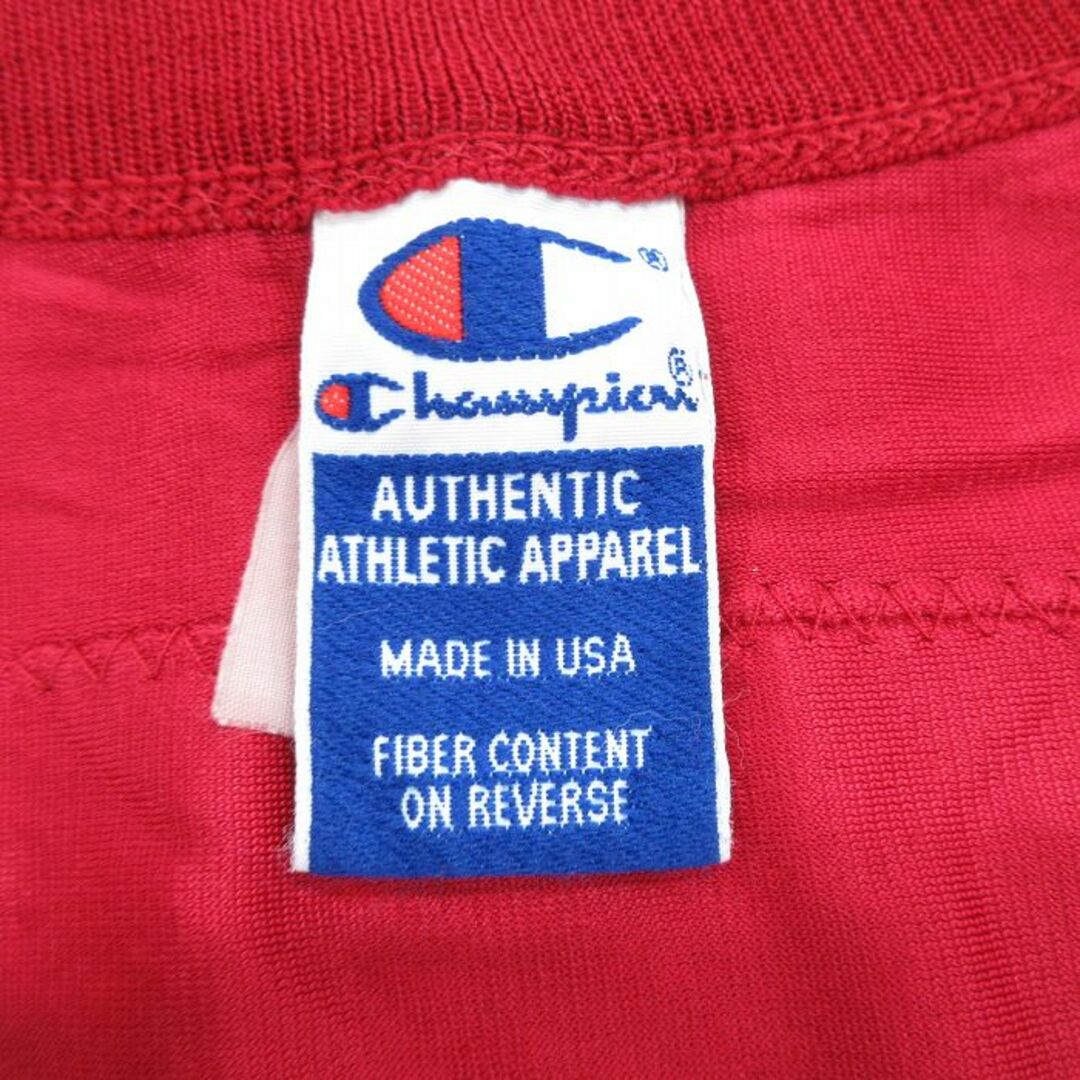 Champion®
AUTHENTIC
ATHLETIC APPAREL
MADE IN USA
FIBER CONTENT
ON REVERSE